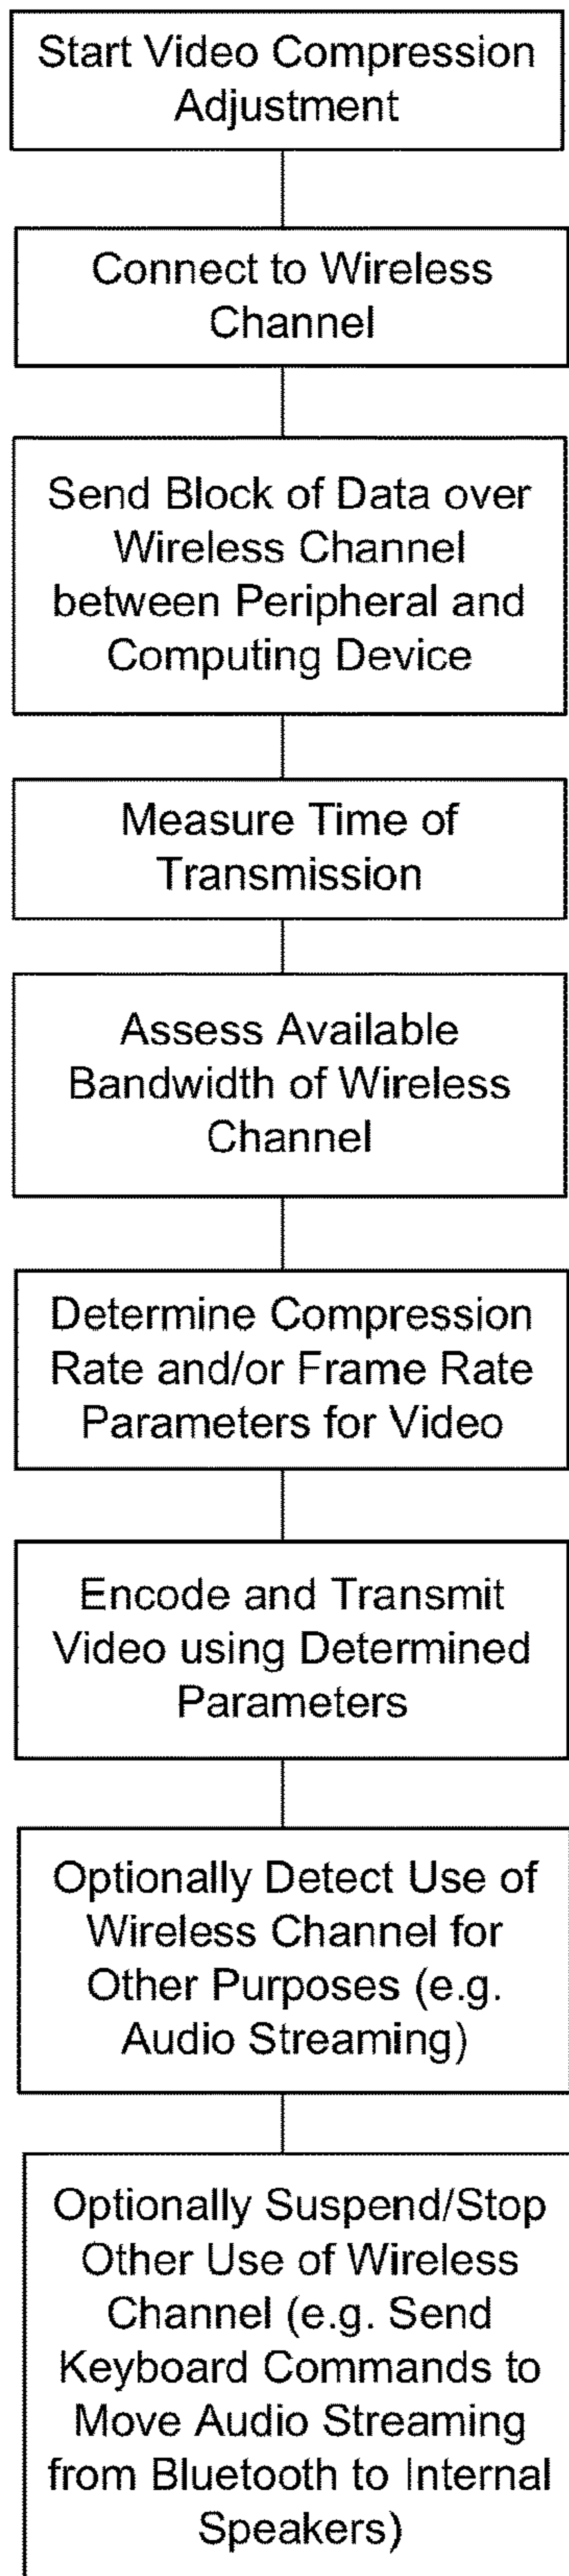 Start Video Compression
Adjustment
Connect to Wireless
Channel
Send Block of Data over
Wireless Channel
between Peripheral and
Computing Device
Measure Time of
Transmission
Assess Available
Bandwidth of Wireless
Channel
Determine Compression
Rate and/or Frame Rate
Parameters for Video
Encode and Transmit
Video using Determined
Parameters
Optionally Detect Use of
Wireless Channel for
Other Purposes (e.g.
Audio Streaming)
Optionally Suspend/Stop
Other Use of Wireless
Channel (e.g. Send
Keyboard Commands to
Move Audio Streaming
from Bluetooth to Internal
Speakers)